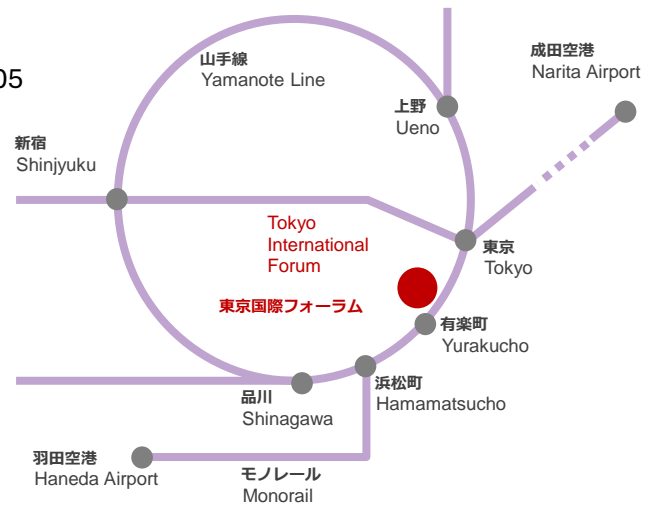 山手線
Yamanote Line
成田空港
Narita Airport
05
上野
Ueno
新宿
Shinjyuku
Tokyo
International
Forum
東京
Tokyo
東京国際フォーラム
有楽町
Yurakucho
浜松町
Hamamatsucho
品川
Shinagawa
羽田空港
Haneda Airport
モノレール
Monorail